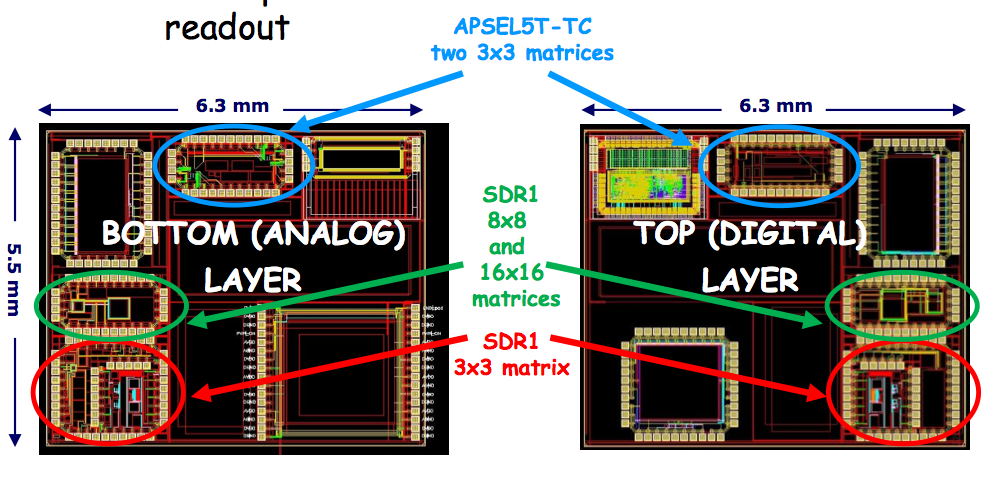 readout
APSEL5T-TC
two 3x3 matrices
6.3 mm
6.3 mm
5.5 mm
SDR1
8x8
and
16x16
matrices
BOTTOM (ANALOG)
LAYER
TOP (DIGITAL)
LAYER
SDR1
3x3 matrix